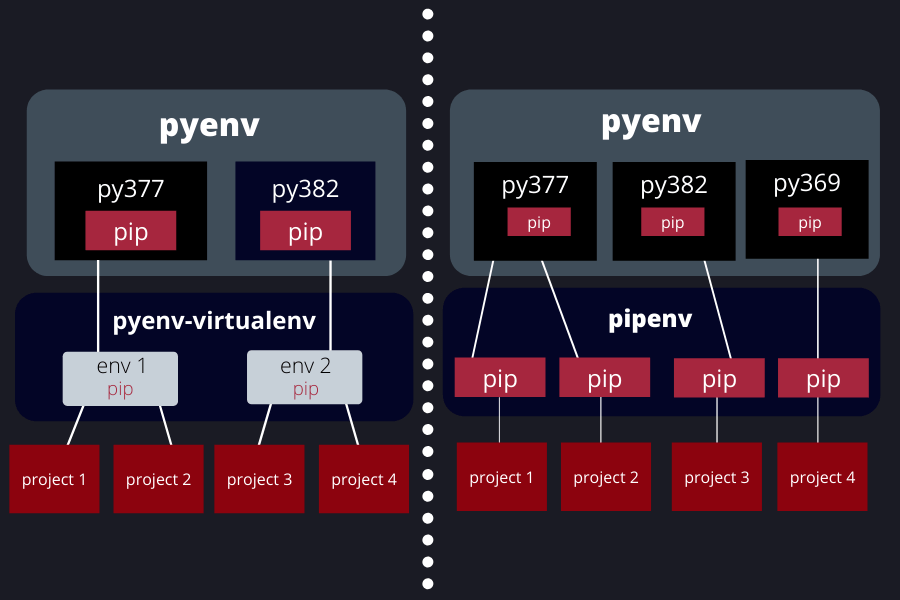 pyenv
py377
pip
py382
pip
pyenv-virtualenv
env 1
pip
env 2
pip
project 1
project 2
project 3
project 4
pyenv
py377
pip
py382
pip
py369
pip
pipenv
pip
pip
pip
pip
project 1
project 2
project 3
project 4